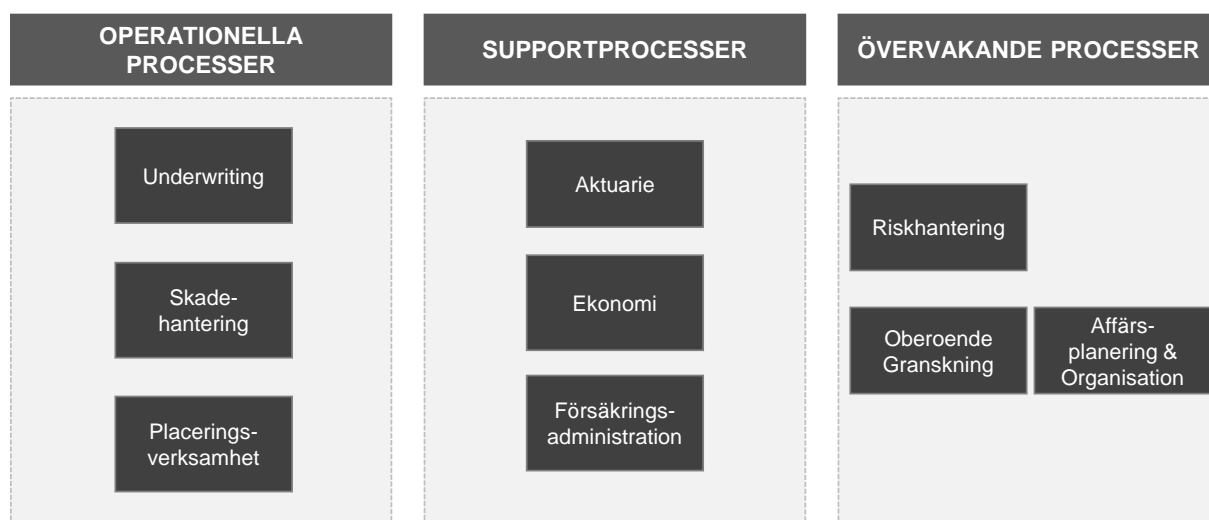 OPERATIONELLA
PROCESSER
Underwriting
Skade-
hantering
Placerings-
verksamhet
SUPPORTPROCESSER
Aktuarie
Ekonomi
Försäkrings-
administration
ÖVERVAKANDE PROCESSER
Riskhantering
Oberoende
Granskning
Affärs-
planering &
Organisation